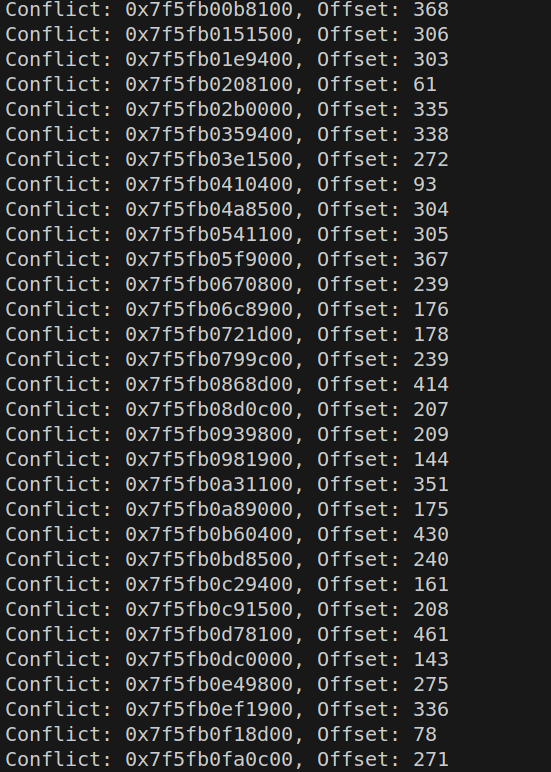 Conflict: 0x7f5fb00b8100, Offset: 368
Conflict: 0x7f5fb0151500, Offset: 306
Conflict: 0x7f5fb01e9400, Offset: 303
Conflict: 0x7f5fb0208100, Offset: 61
Conflict: 0x7f5fb02b0000, Offset: 335
Conflict: 0x7f5fb0359400, Offset: 338
Conflict: 0x7f5fb03e1500, Offset: 272
Conflict: 0x7f5fb0410400, Offset: 93
Conflict: 0x7f5fb04a8500, Offset: 304
Conflict: 0x7f5fb0541100, Offset: 305
Conflict: 0x7f5fb05f9000, Offset: 367
Conflict: 0x7f5fb0670800, Offset: 239
Conflict: 0x7f5fb06c8900, Offset: 176
Conflict: 0x7f5fb0721d00, Offset: 178
Conflict: 0x7f5fb0799c00, Offset: 239
Conflict: 0x7f5fb0868d00, Offset: 414
Conflict: 0x7f5fb08d0c00, Offset: 207
Conflict: 0x7f5fb0939800, Offset: 209
Conflict: 0x7f5fb0981900, Offset: 144
Conflict: 0x7f5fb0a31100, Offset: 351
Conflict: 0x7f5fb0a89000, Offset: 175
Conflict: 0x7f5fb0b60400, Offset: 430
Conflict: 0x7f5fb0bd8500, Offset: 240
Conflict: 0x7f5fb0c29400, Offset: 161
Conflict: 0x7f5fb0c91500, Offset: 208
Conflict: 0x7f5fb0d78100, Offset: 461
Conflict: 0x7f5fb0dc0000, Offset: 143
Conflict: 0x7f5fb0e49800, Offset: 275
Conflict: 0x7f5fb0ef1900, Offset: 336
Conflict: 0x7f5fb0f18d00, Offset: 78
Conflict: 0x7f5fb0fa0c00, Offset: 271